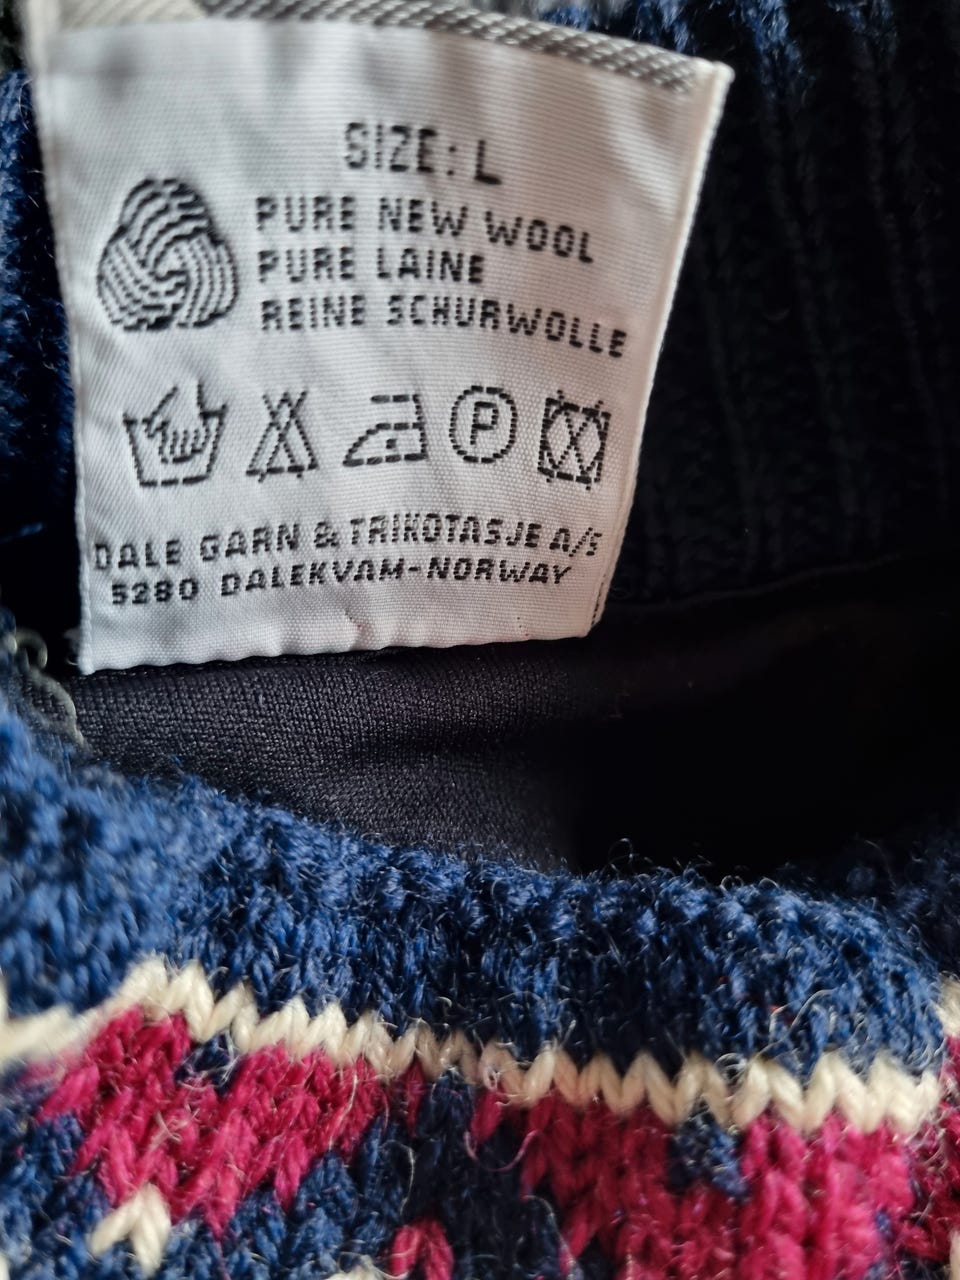 SIZE: L
PURE NEW WOOL
PURE LAINE
REINE SCHURWOLLE
P
DALE GARN & TRIKOTASJE A/S
5280 DALEKVAM-NORWAY